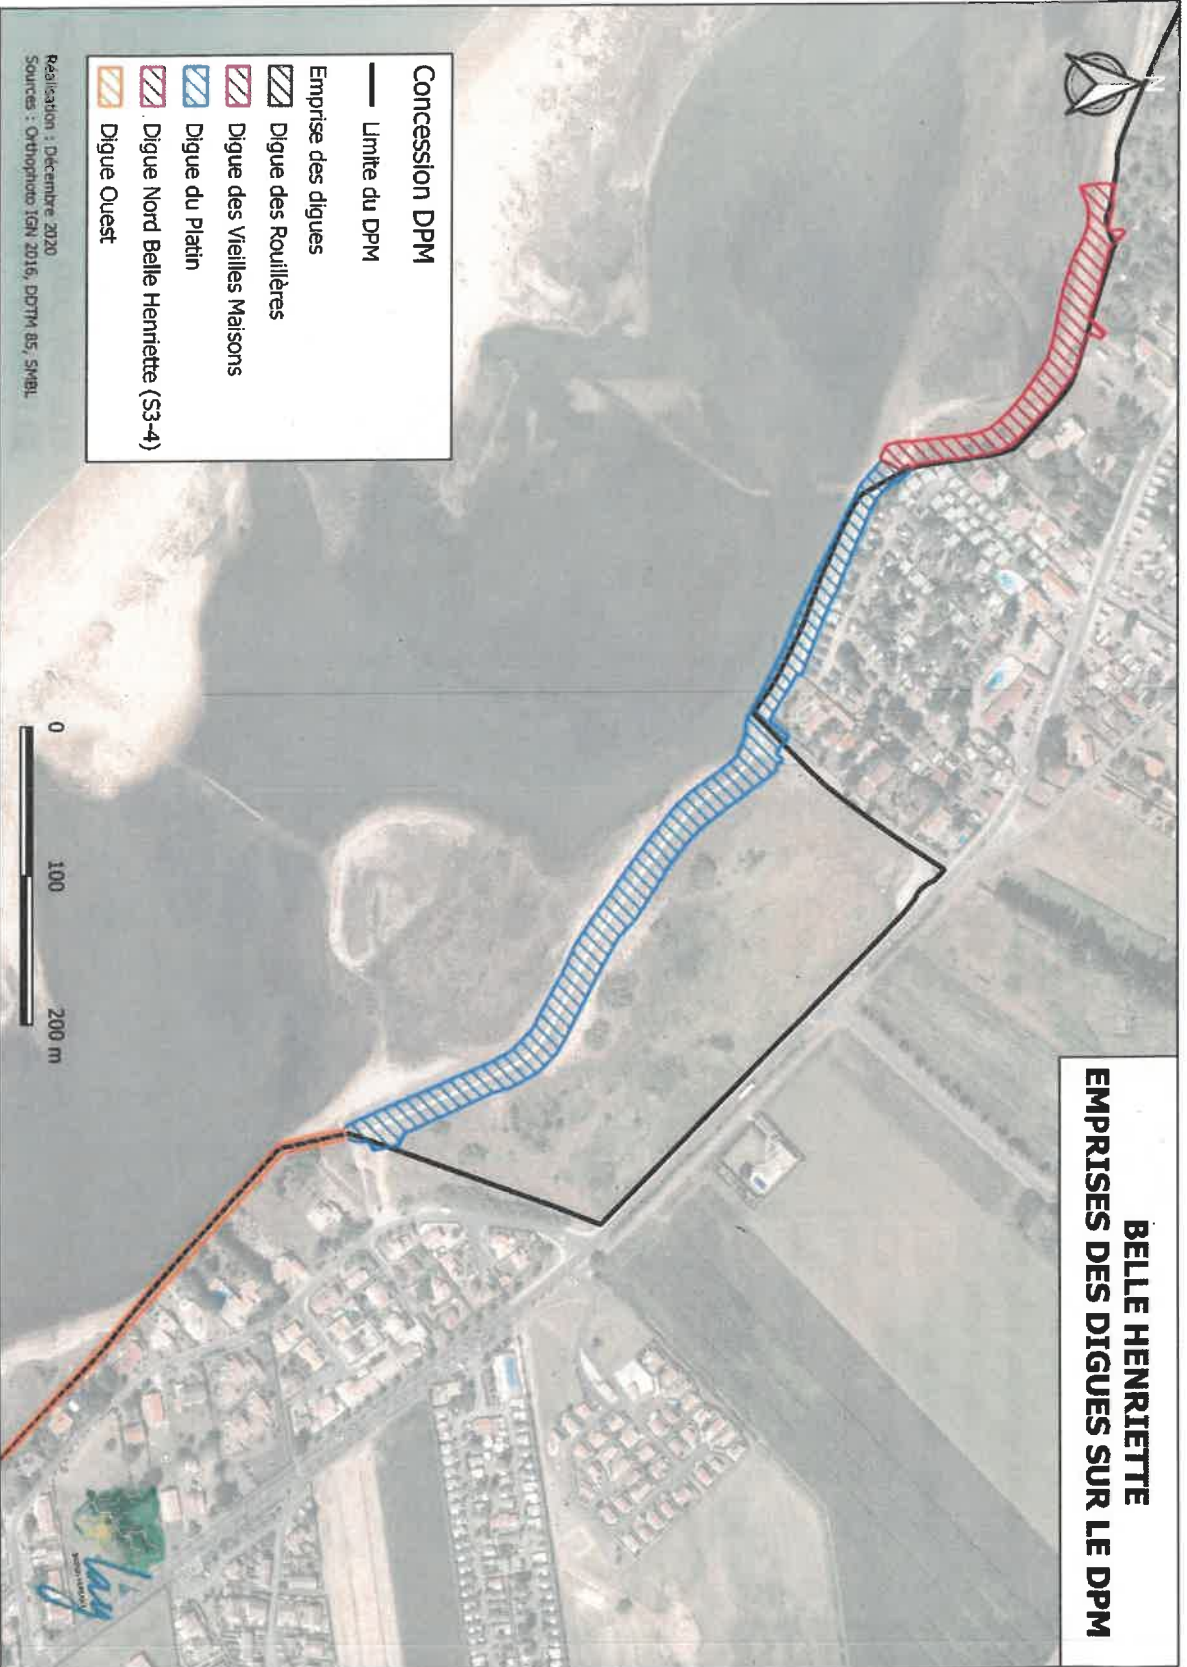 BELLE HENRIETTE
EMPRISES DES DIGUES SUR LE DPM
N
Concession DPM
Limite du DPM
Emprise des digues
Digue des Rouillères
Digue des Vieilles Maisons
Digue du Platin
Digue Nord Belle Henriette (S3-4)
Digue Ouest
Réalisation : Décembre 2020
Sources : Orthophoto IGN 2016, DDTM 85, SMBL
0 100 200 m
lay